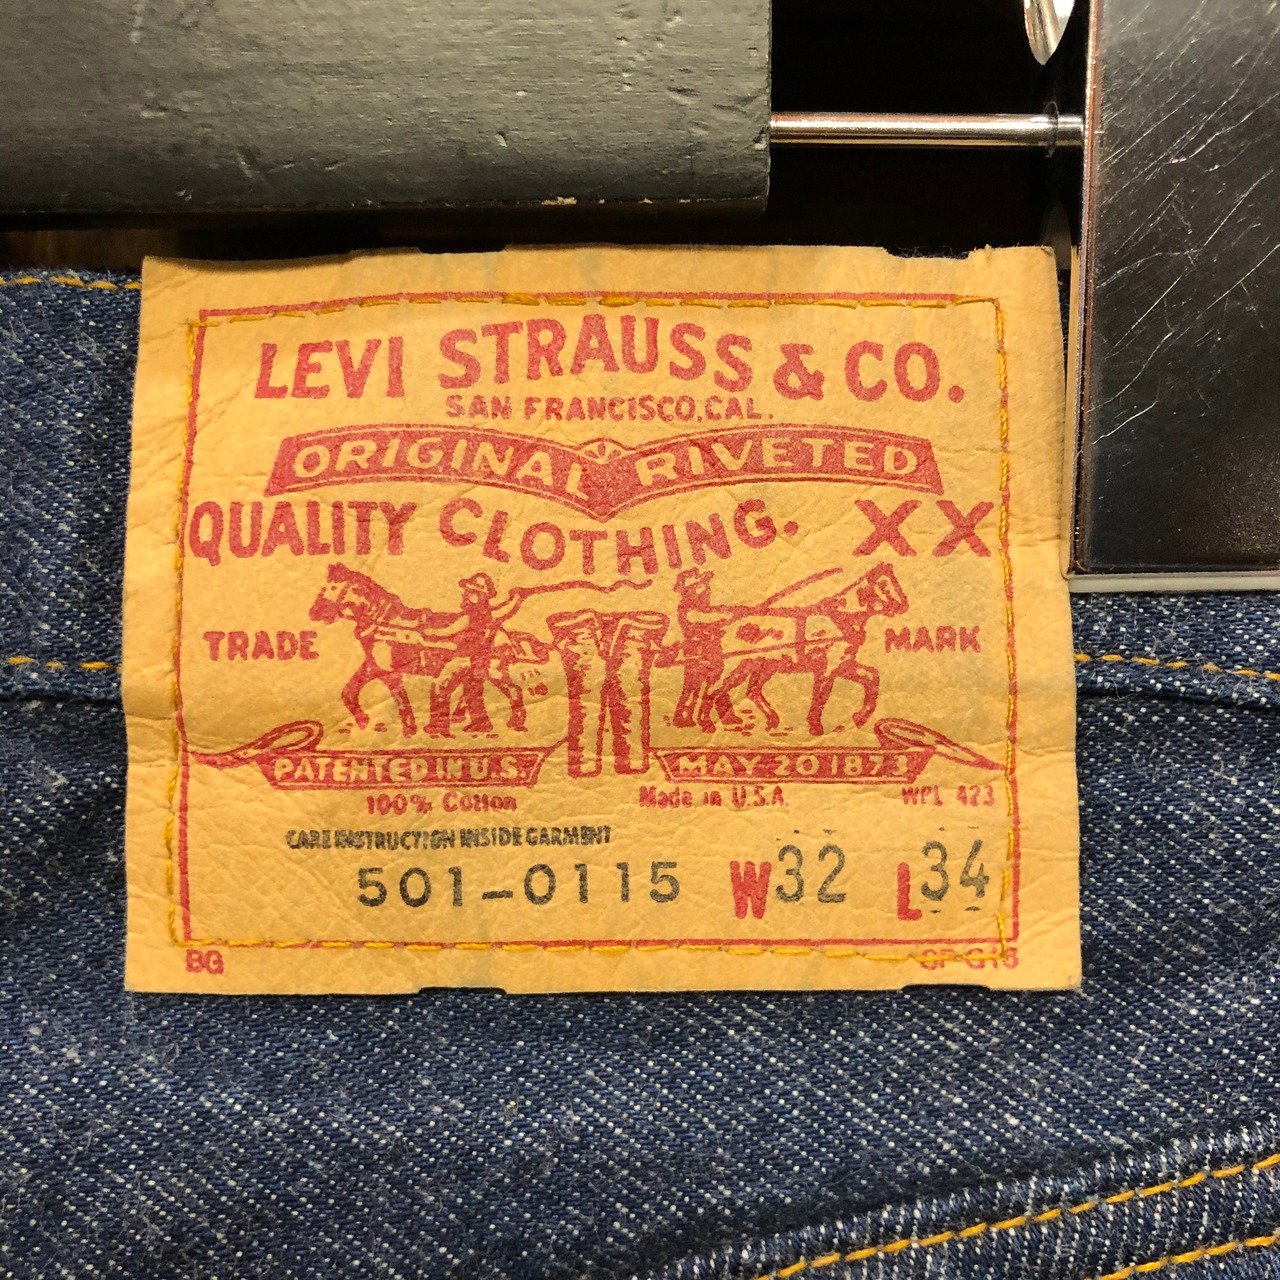 LEVI STRAUSS & CO.
SAN FRANCISCO, CAL.
ORIGINAL RIVETED
QUALITY CLOTHING. XX
TRADE MARK
PATENTED IN U.S. MAY 20 1873
100% Cotton Made in U.S.A. WPL 423
CARE INSTRUCTION INSIDE GARMENT
501-0115 W32 L34
BG